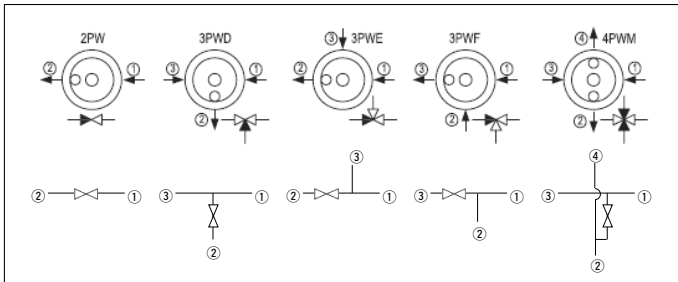 2PW 3PWD 3PWE 3PWF 4PWM
③ ④
② ① ③ ① ② ① ③ ① ③ ①
② ② ②
④
③
② ① ③ ① ② ① ③ ① ③ ①
②
② ②